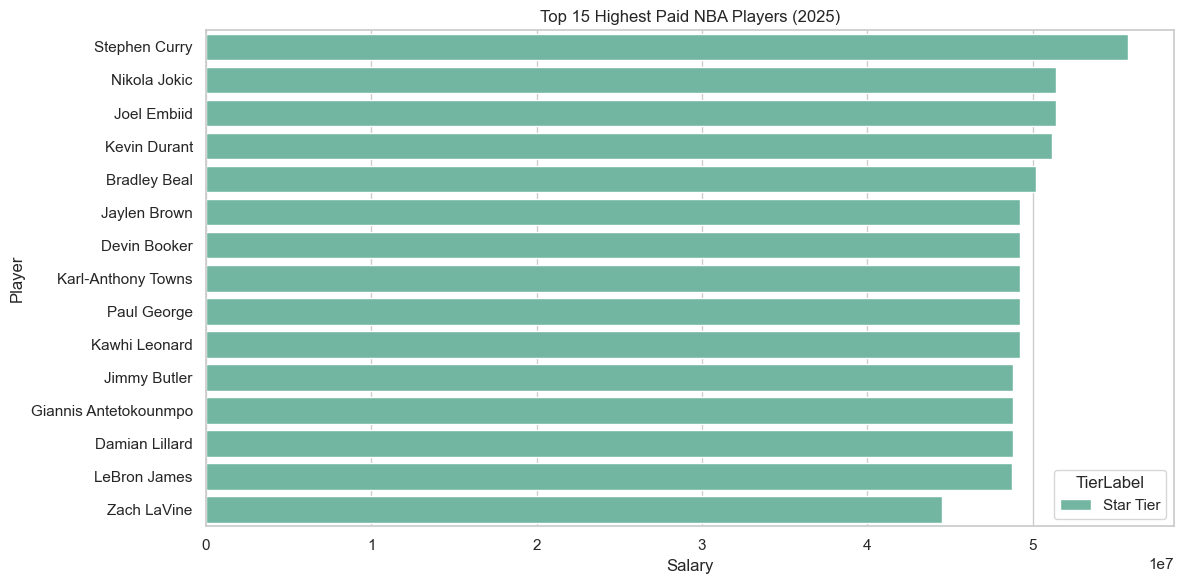 Top 15 Highest Paid NBA Players (2025)
Stephen Curry
Nikola Jokic
Joel Embiid
Kevin Durant
Bradley Beal
Jaylen Brown
Devin Booker
Karl-Anthony Towns
Paul George
Kawhi Leonard
Jimmy Butler
Giannis Antetokounmpo
Damian Lillard
LeBron James
Zach LaVine
Player
TierLabel
Star Tier
0 1 2 3 4 5
1e7
Salary